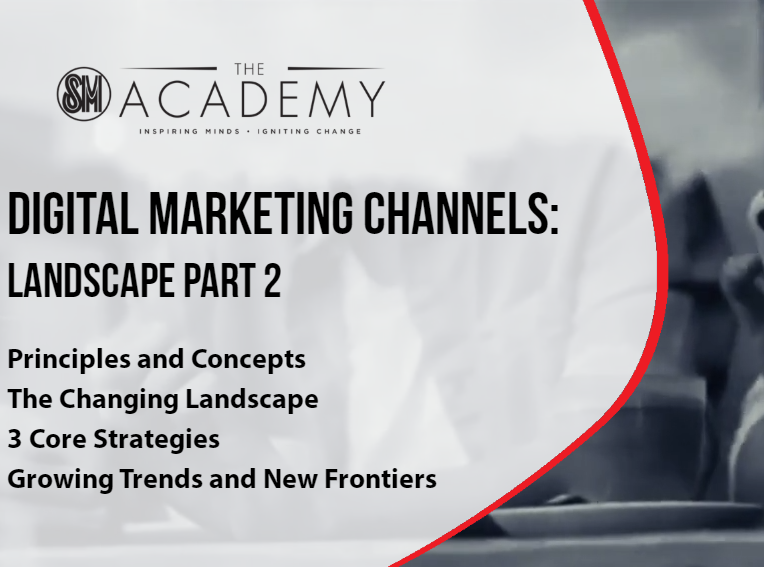 THE
SM ACADEMY
INSPIRING MINDS • IGNITING CHANGE
DIGITAL MARKETING CHANNELS:
LANDSCAPE PART 2
Principles and Concepts
The Changing Landscape
3 Core Strategies
Growing Trends and New Frontiers